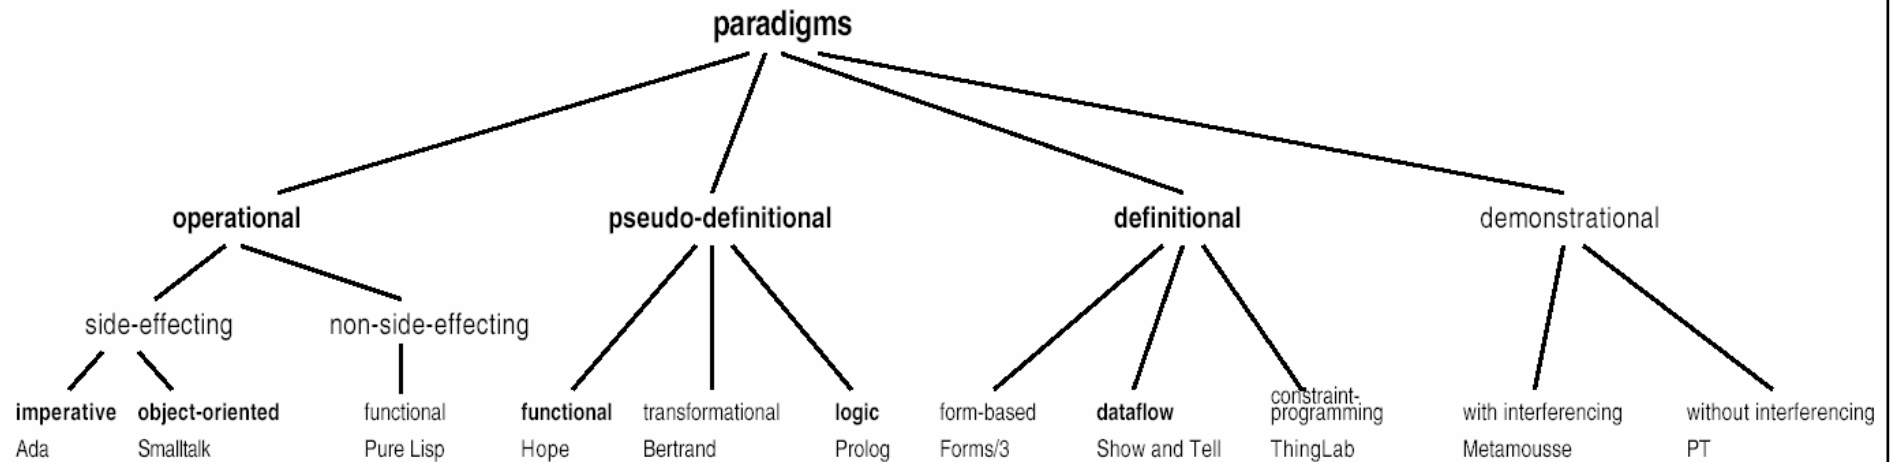 paradigms
operational pseudo-definitional definitional demonstrational
side-effecting non-side-effecting
imperative object-oriented functional functional transformational logic form-based dataflow constraint-
programming with interferencing without interferencing
Ada Smalltalk Pure Lisp Hope Bertrand Prolog Forms/3 Show and Tell ThingLab Metamousse PT